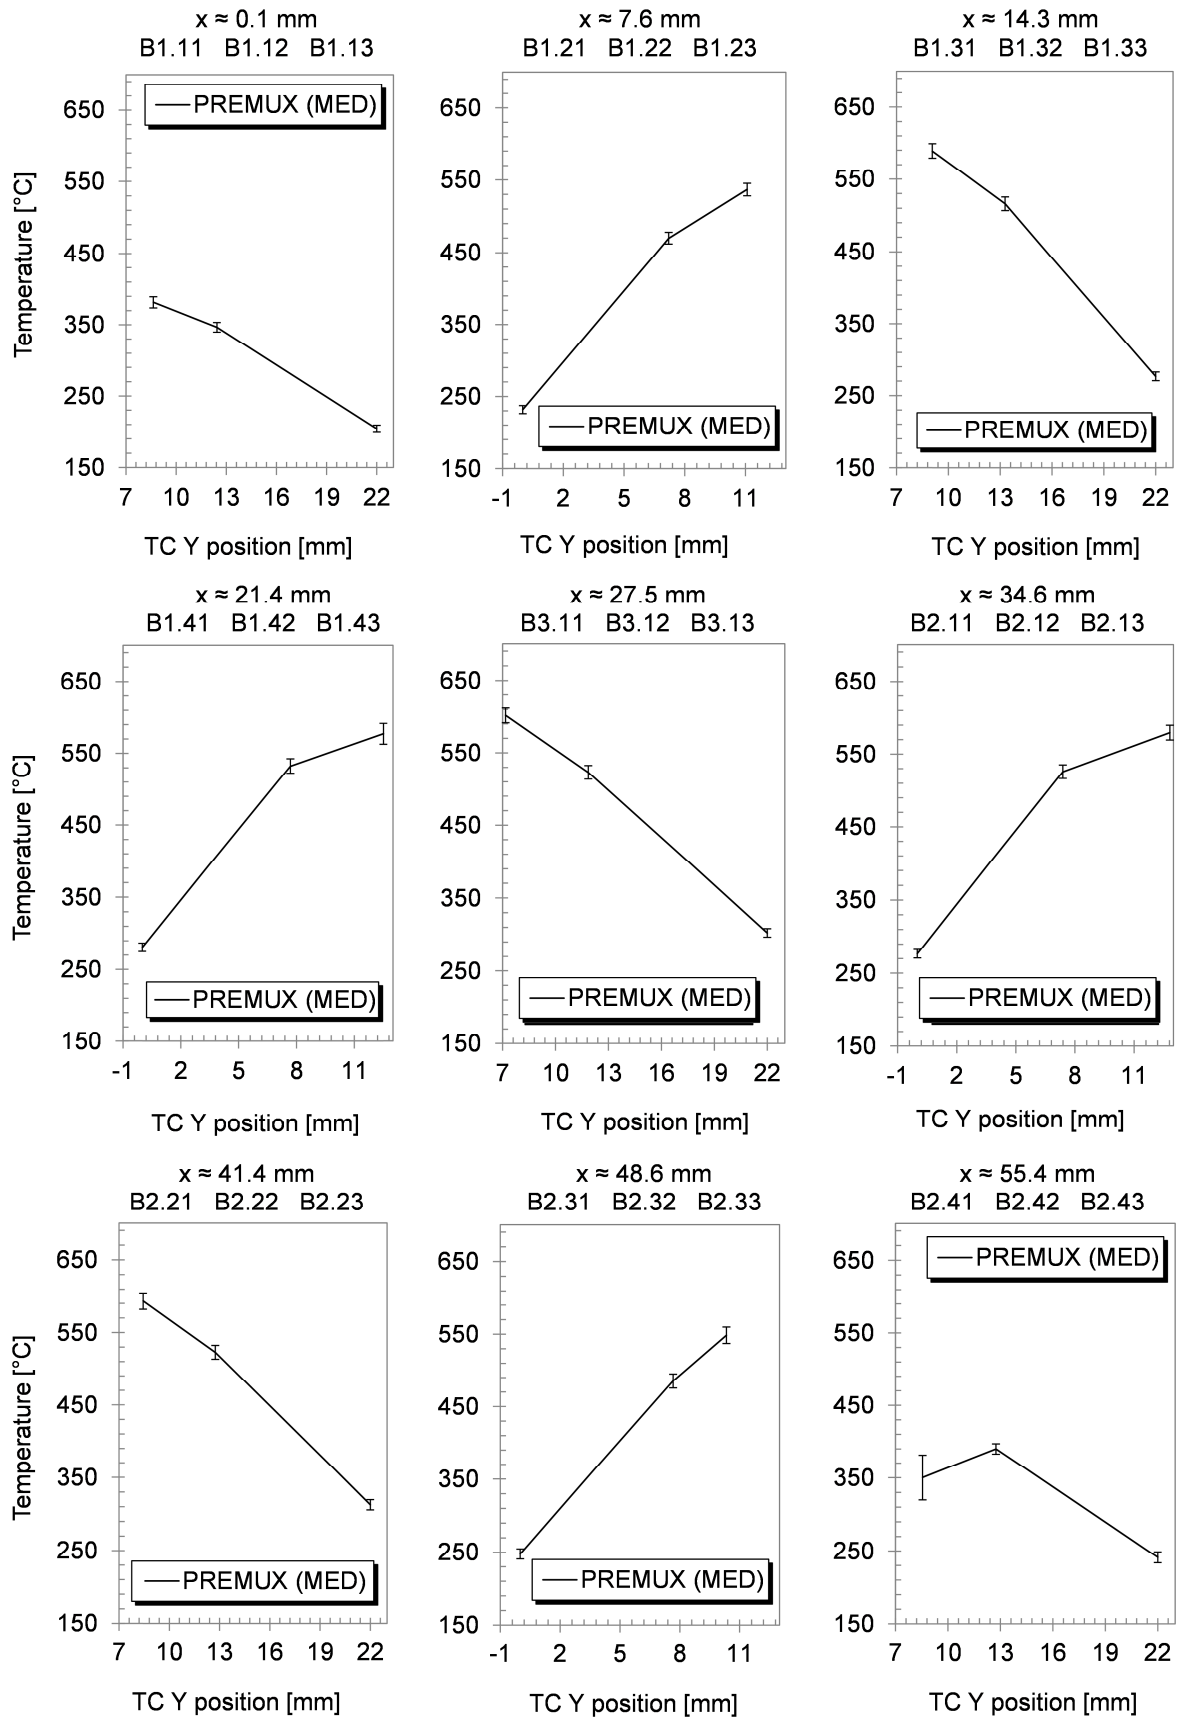 x ≈ 0.1 mm
B1.11 B1.12 B1.13
PREMUX (MED)
Temperature [°C]
650
550
450
350
250
150
7 10 13 16 19 22
TC Y position [mm]
x ≈ 7.6 mm
B1.21 B1.22 B1.23
650
550
450
350
250
150
PREMUX (MED)
-1 2 5 8 11
TC Y position [mm]
x ≈ 14.3 mm
B1.31 B1.32 B1.33
650
550
450
350
250
150
PREMUX (MED)
7 10 13 16 19 22
TC Y position [mm]
x ≈ 21.4 mm
B1.41 B1.42 B1.43
Temperature [°C]
650
550
450
350
250
150
PREMUX (MED)
-1 2 5 8 11
TC Y position [mm]
x ≈ 27.5 mm
B3.11 B3.12 B3.13
650
550
450
350
250
150
PREMUX (MED)
7 10 13 16 19 22
TC Y position [mm]
x ≈ 34.6 mm
B2.11 B2.12 B2.13
650
550
450
350
250
150
PREMUX (MED)
-1 2 5 8 11
TC Y position [mm]
x ≈ 41.4 mm
B2.21 B2.22 B2.23
Temperature [°C]
650
550
450
350
250
150
PREMUX (MED)
7 10 13 16 19 22
TC Y position [mm]
x ≈ 48.6 mm
B2.31 B2.32 B2.33
650
550
450
350
250
150
PREMUX (MED)
-1 2 5 8 11
TC Y position [mm]
x ≈ 55.4 mm
B2.41 B2.42 B2.43
PREMUX (MED)
650
550
450
350
250
150
7 10 13 16 19 22
TC Y position [mm]